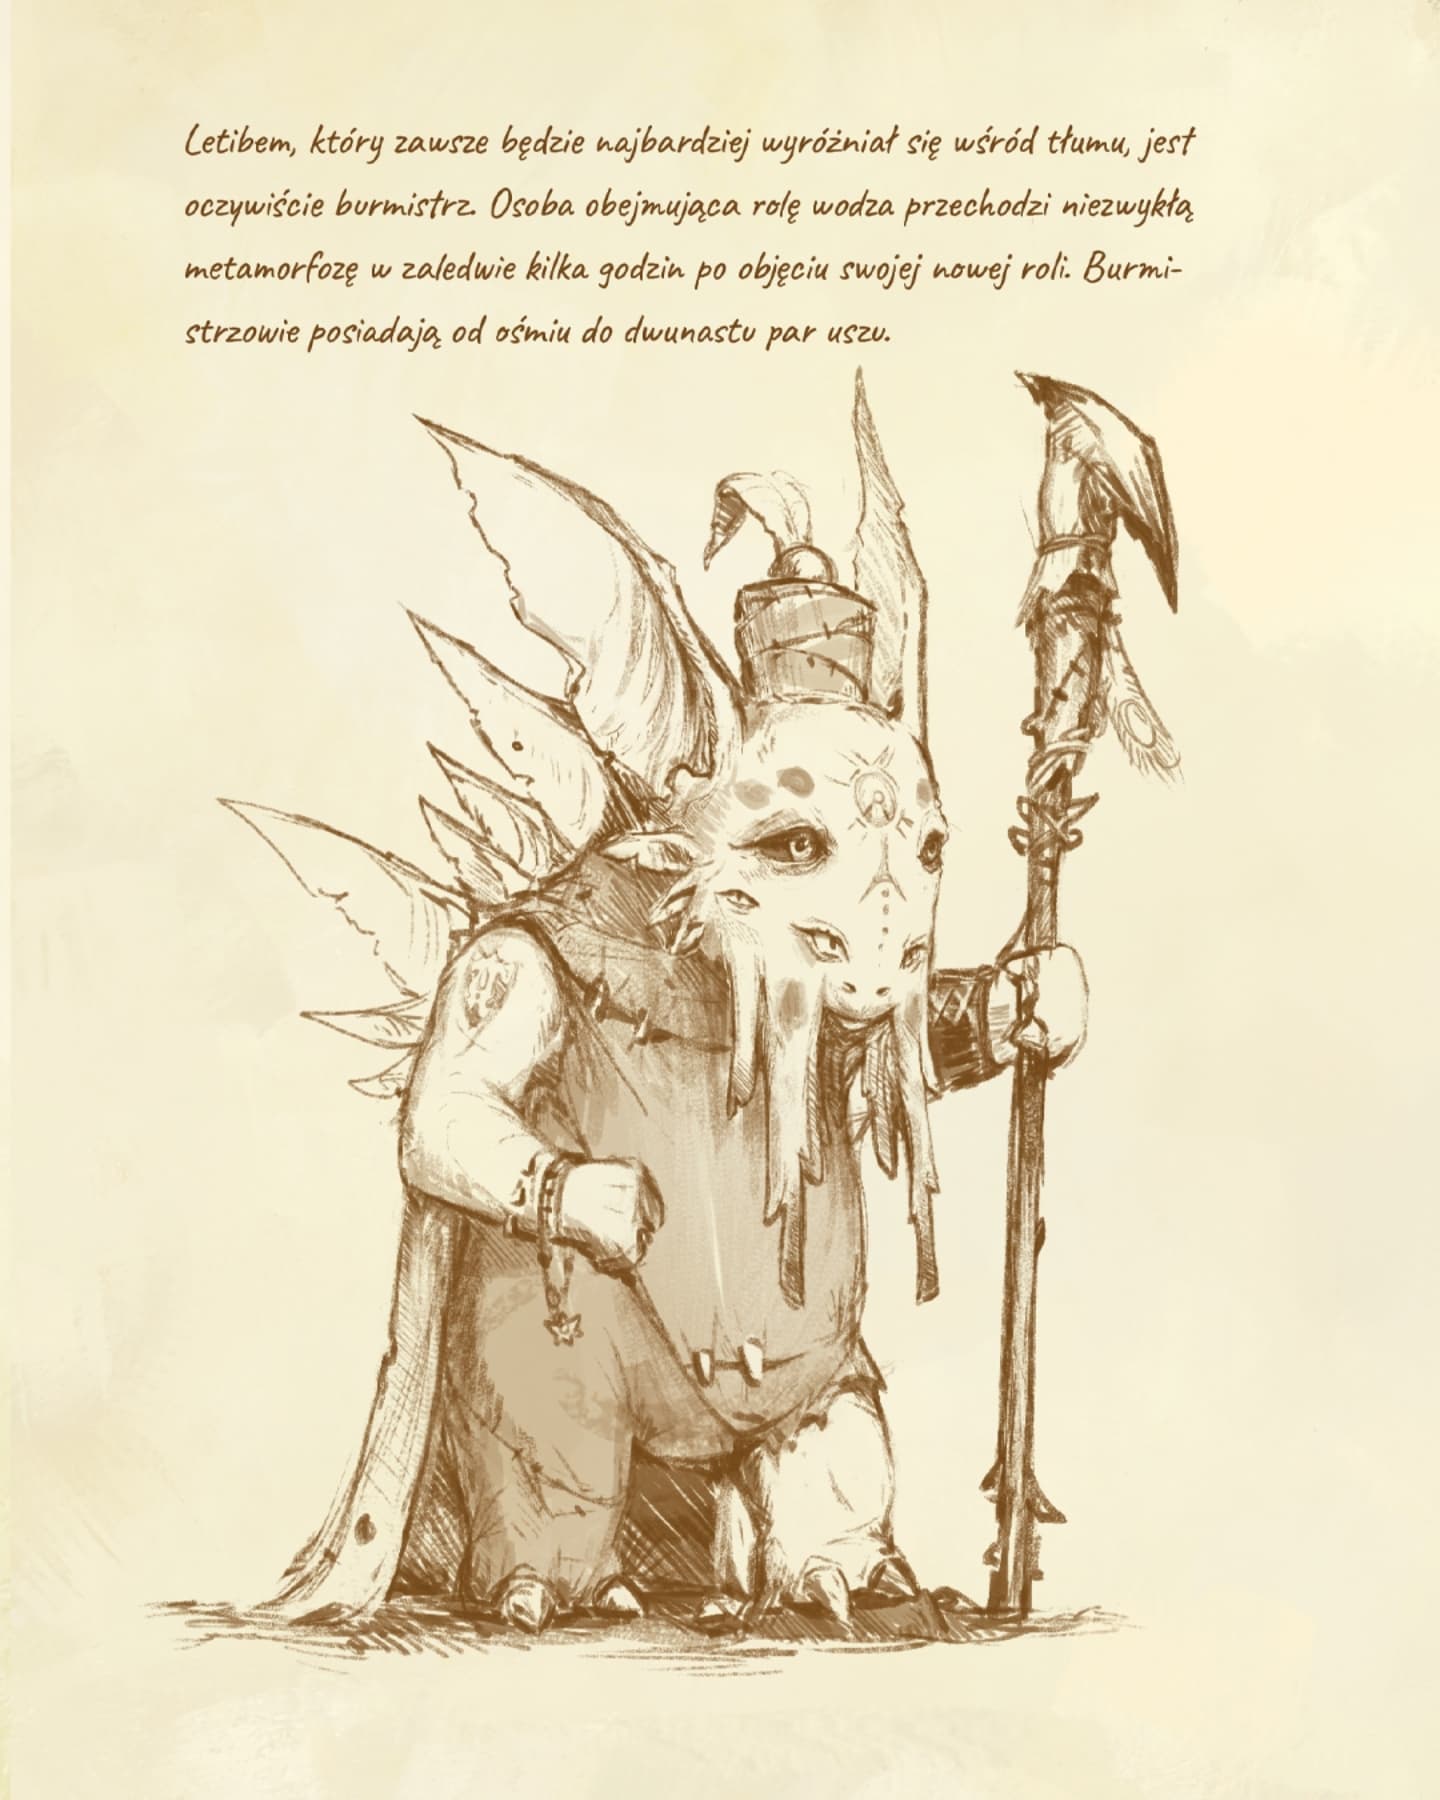 Letibem, który zawsze będzie najbardziej wyróżniał się wśród tłumu, jest
oczywiście burmistrz. Osoba obejmująca rolę wodza przechodzi niezwykłą
metamorfozę w zaledwie kilka godzin po objęciu swojej nowej roli. Burmi-
strzowie posiadają od ośmiu do dwunastu par uszu.